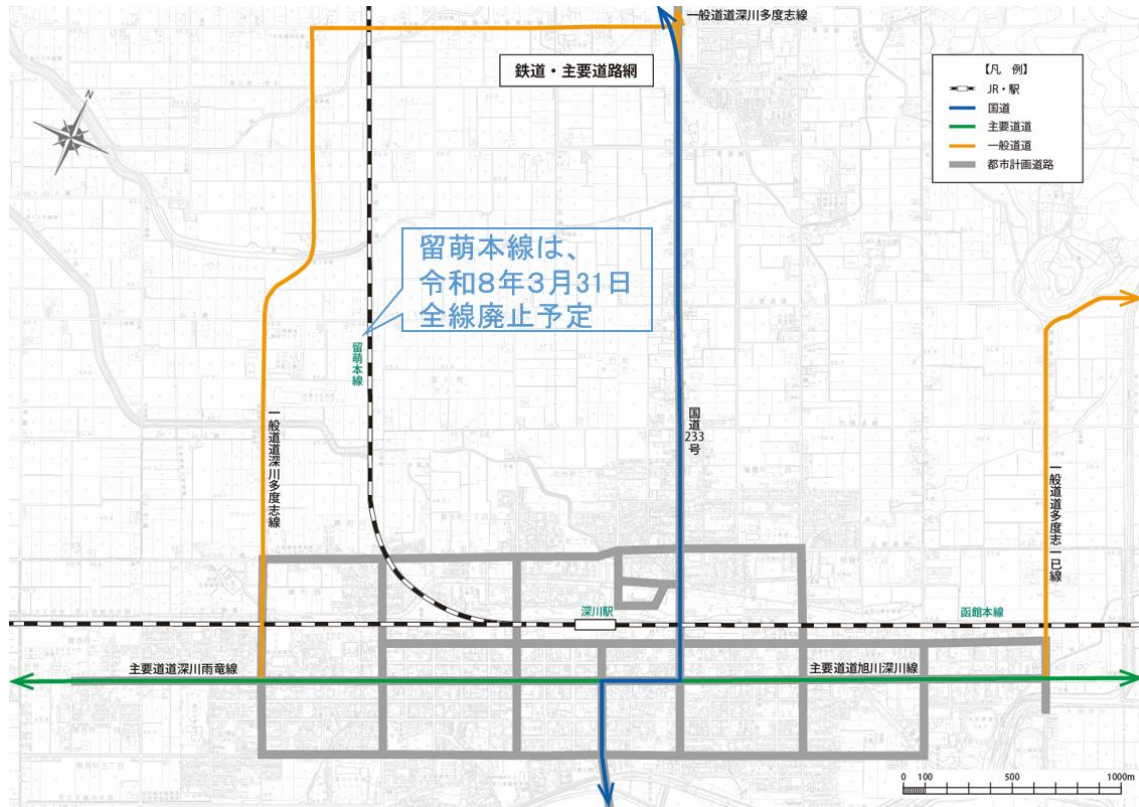 一般道道深川多度志線
鉄道・主要道路網
【凡 例】
JR・駅
国道
主要道道
一般道道
都市計画道路
N
留萌本線は、
令和8年3月31日
全線廃止予定
留萌本線
一般道道深川多度志線
国道233号
一般道道多度志一已線
深川駅
函館本線
主要道道深川雨竜線
主要道道旭川深川線
0 100 500 1000m